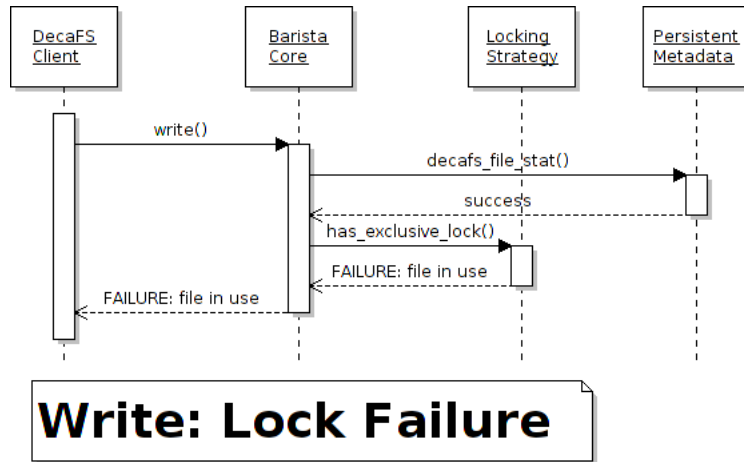 DecaFS
Client
Barista
Core
Locking
Strategy
Persistent
Metadata
write()
decafs_file_stat()
success
has_exclusive_lock()
FAILURE: file in use
FAILURE: file in use
Write: Lock Failure